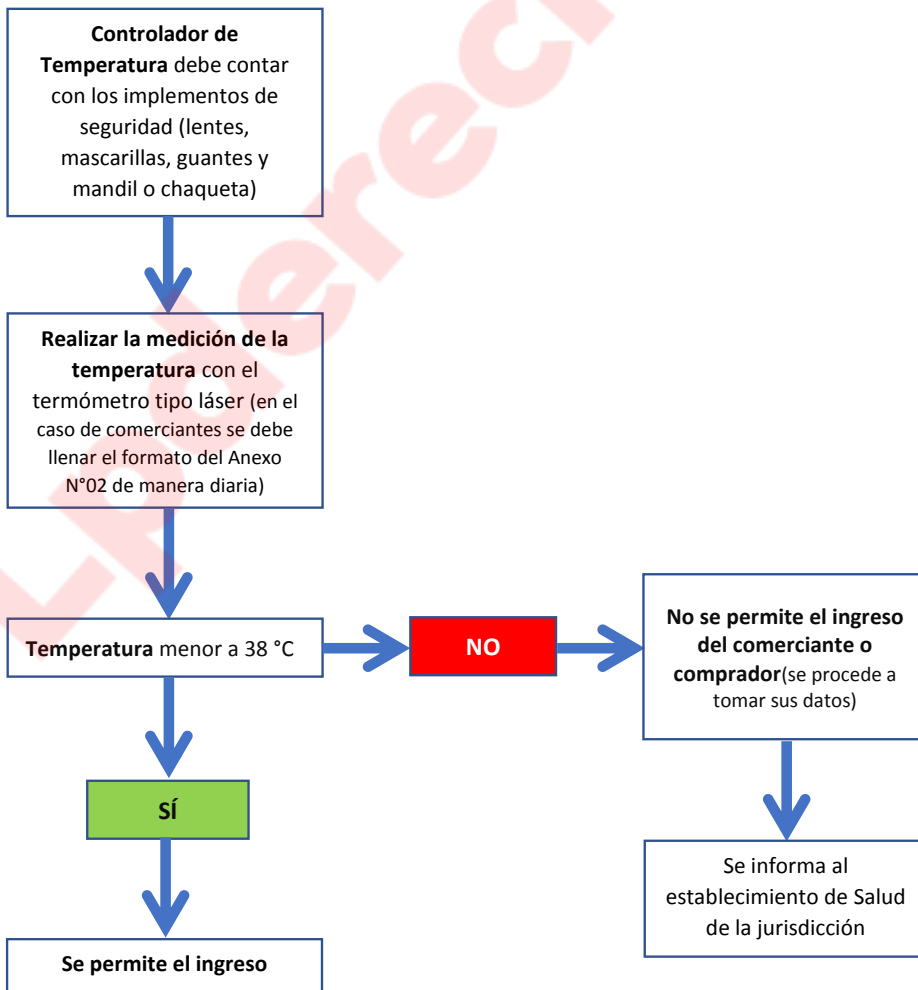 Controlador de
Temperatura debe contar
con los implementos de
seguridad (lentes,
mascarillas, guantes y
mandil o chaqueta)
Realizar la medición de la
temperatura con el
termómetro tipo láser (en el
caso de comerciantes se debe
llenar el formato del Anexo
N°02 de manera diaria)
Temperatura menor a 38 °C
NO
No se permite el ingreso
del comerciante o
comprador(se procede a
tomar sus datos)
SÍ
Se informa al
establecimiento de Salud
de la jurisdicción
Se permite el ingreso
Lpderec